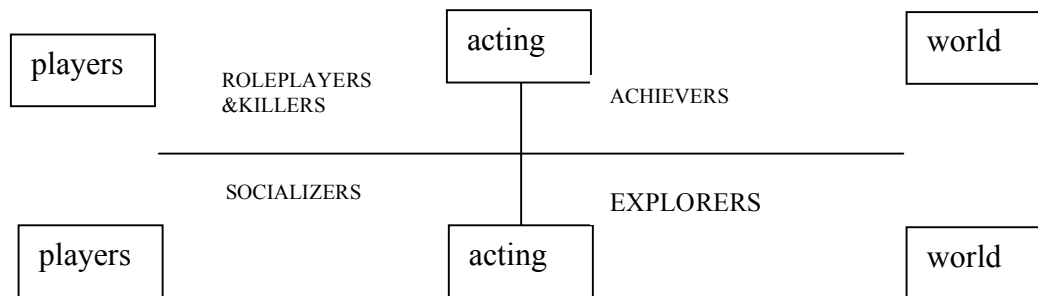 players
ROLEPLAYERS
&KILLERS
acting
ACHIEVERS
world
SOCIALIZERS
EXPLORERS
players
acting
world